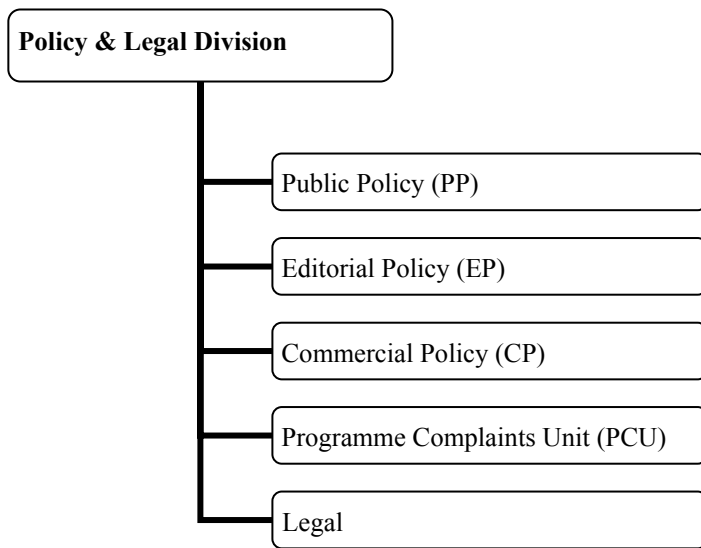 Policy & Legal Division
Public Policy (PP)
Editorial Policy (EP)
Commercial Policy (CP)
Programme Complaints Unit (PCU)
Legal